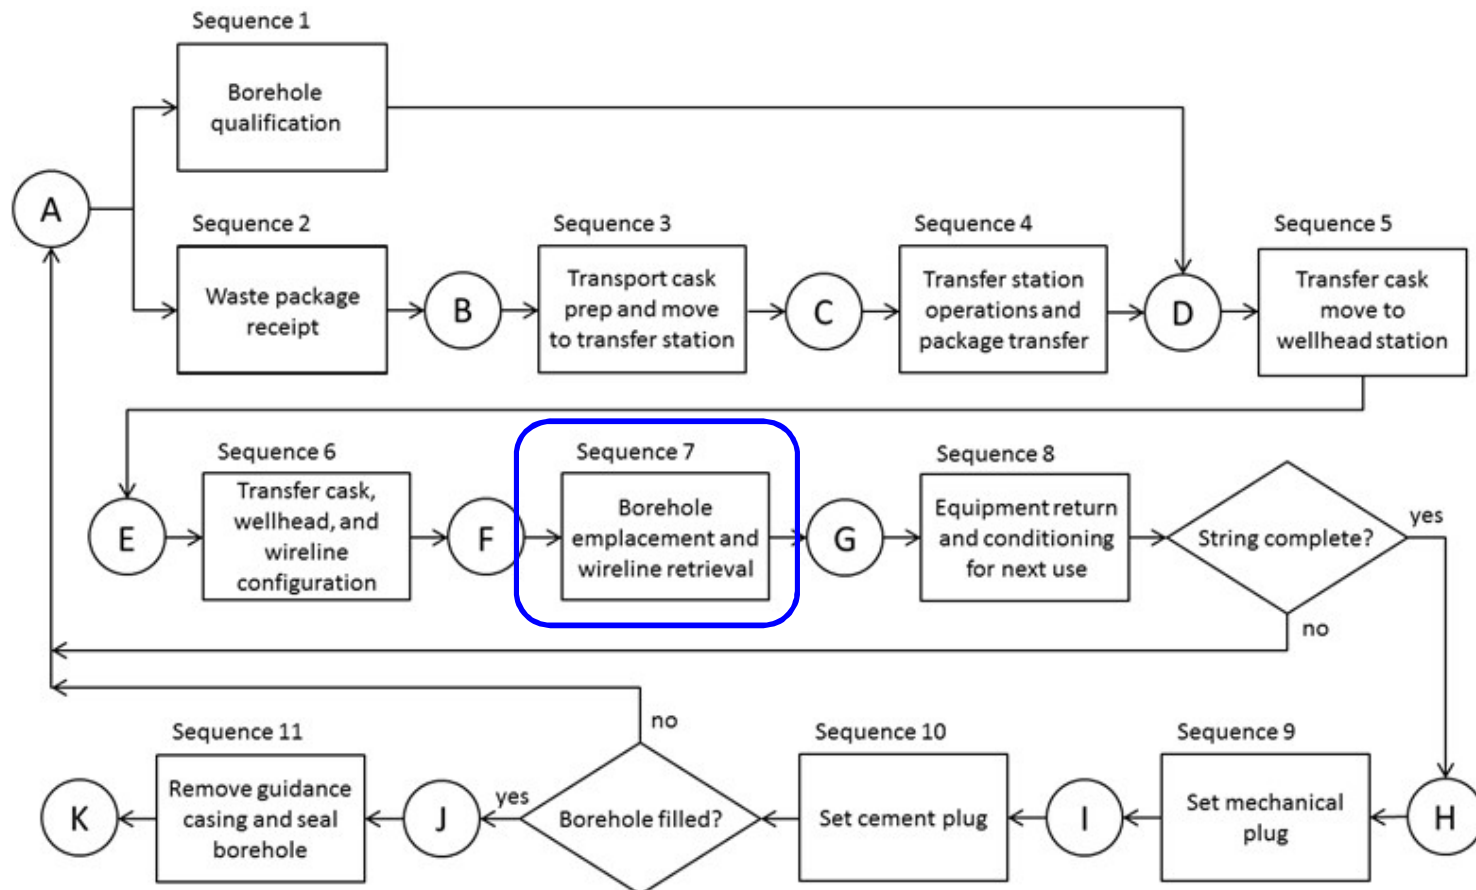 Sequence 1
Borehole
qualification
A
Sequence 2
Waste package
receipt
B
Sequence 3
Transport cask
prep and move
to transfer station
C
Sequence 4
Transfer station
operations and
package transfer
D
Sequence 5
Transfer cask
move to
wellhead station
E
Sequence 6
Transfer cask,
wellhead, and
wireline
configuration
F
Sequence 7
Borehole
emplacement and
wireline retrieval
G
Sequence 8
Equipment return
and conditioning
for next use
String complete?
yes
no
H
Sequence 9
Set mechanical
plug
I
Sequence 10
Set cement plug
Borehole filled?
no
yes
J
Sequence 11
Remove guidance
casing and seal
borehole
K